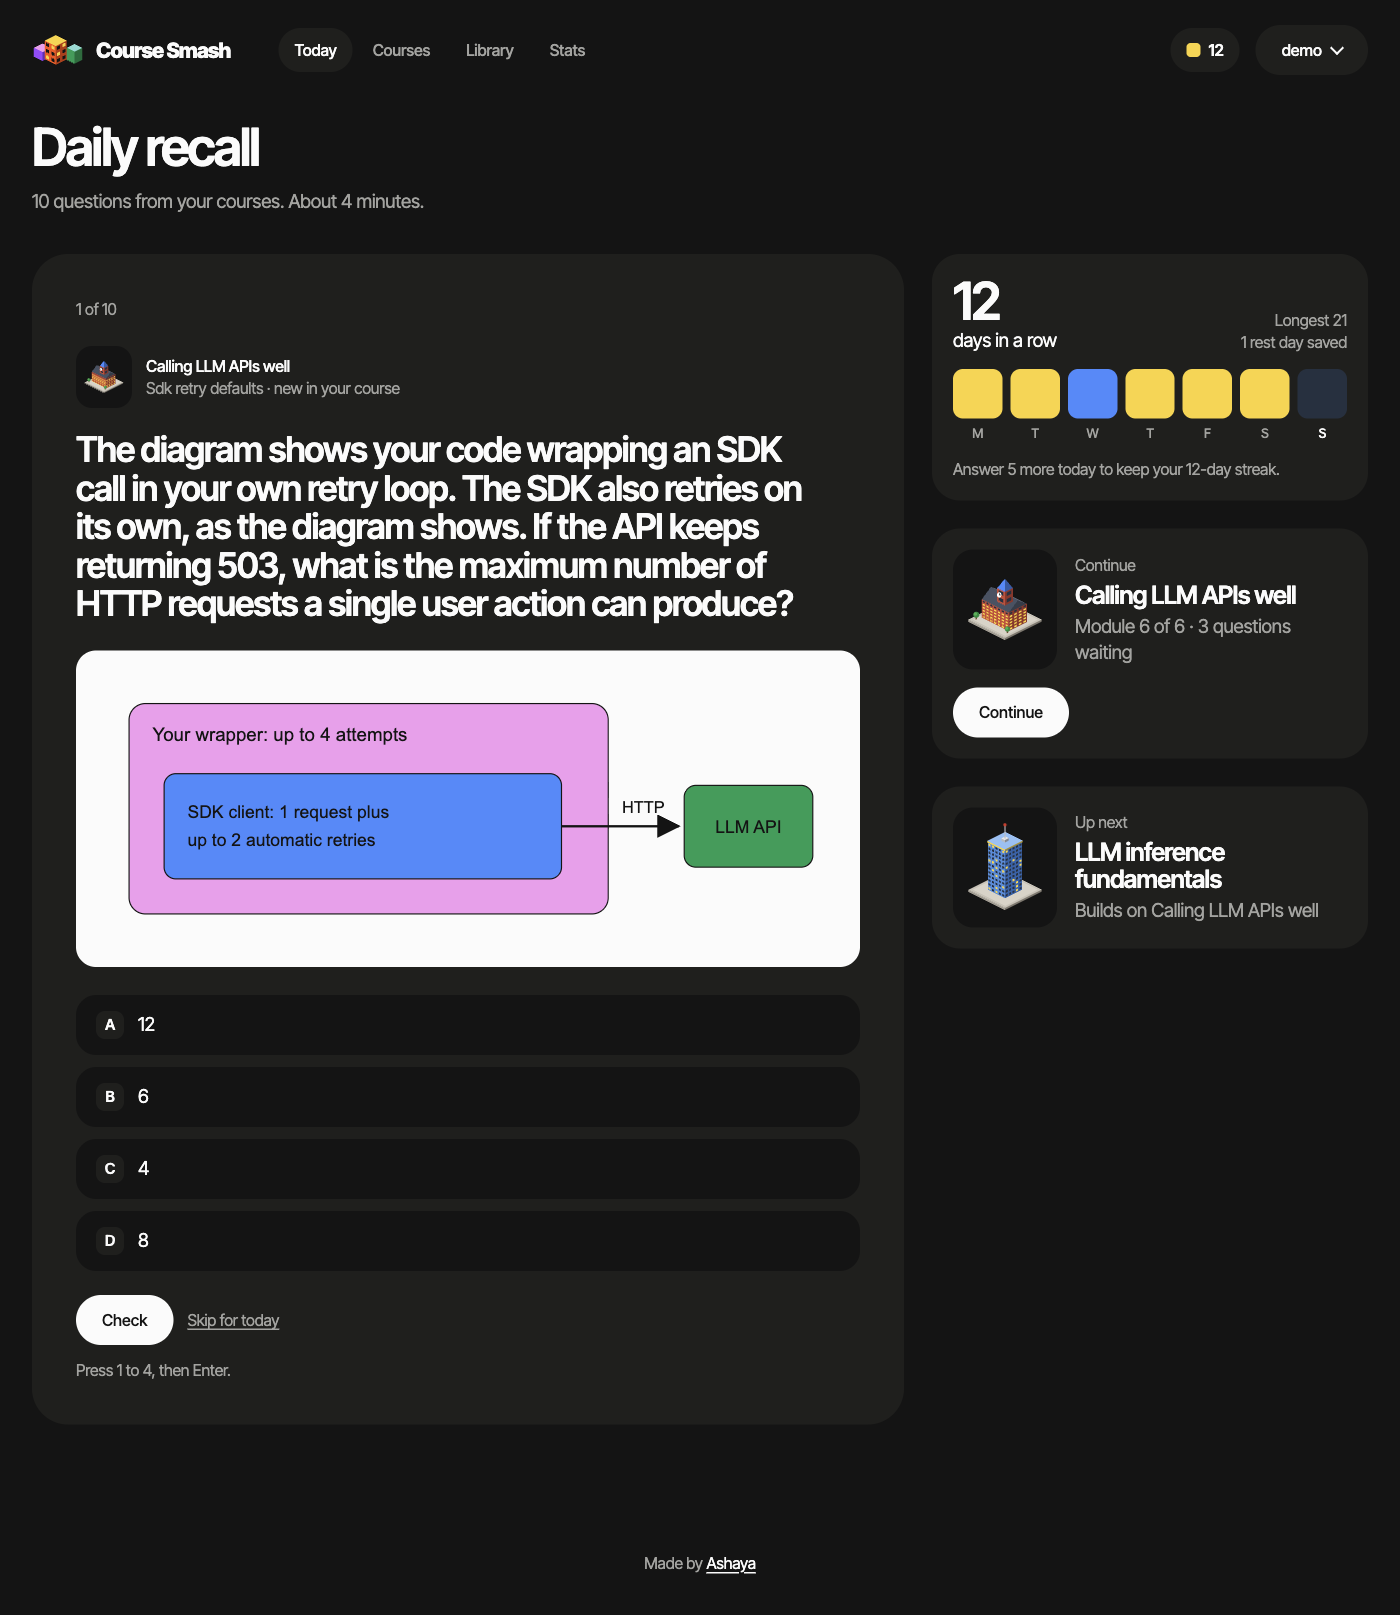 Course Smash
Today
Courses
Library
Stats
12
demo
Daily recall
10 questions from your courses. About 4 minutes.
1 of 10
Calling LLM APIs well
Sdk retry defaults · new in your course
The diagram shows your code wrapping an SDK
call in your own retry loop. The SDK also retries on
its own, as the diagram shows. If the API keeps
returning 503, what is the maximum number of
HTTP requests a single user action can produce?
Your wrapper: up to 4 attempts
SDK client: 1 request plus
up to 2 automatic retries
HTTP
LLM API
A 12
B 6
C 4
D 8
Check
Skip for today
Press 1 to 4, then Enter.
12
days in a row
Longest 21
1 rest day saved
M T W T F S S
Answer 5 more today to keep your 12-day streak.
Continue
Calling LLM APIs well
Module 6 of 6 · 3 questions
waiting
Continue
Up next
LLM inference
fundamentals
Builds on Calling LLM APIs well
Made by Ashaya